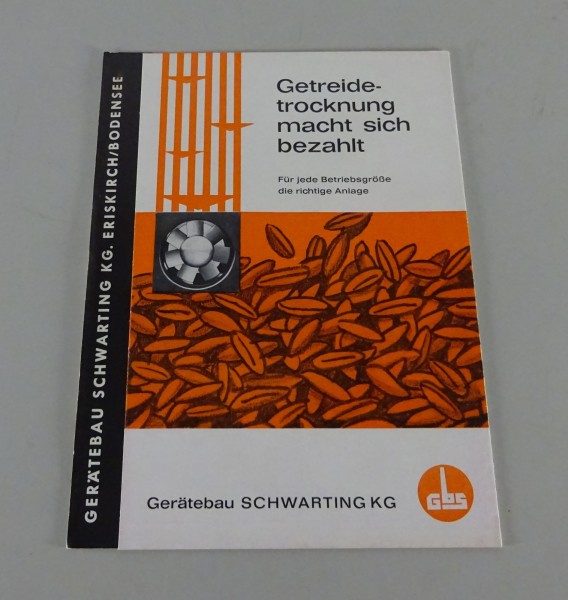 GERÄTEBAU SCHWARTING KG. ERISKIRCH/BODENSEE
Getreide-
trocknung
macht sich
bezahlt
Für jede Betriebsgröße
die richtige Anlage
Gerätebau SCHWARTING KG
GbS